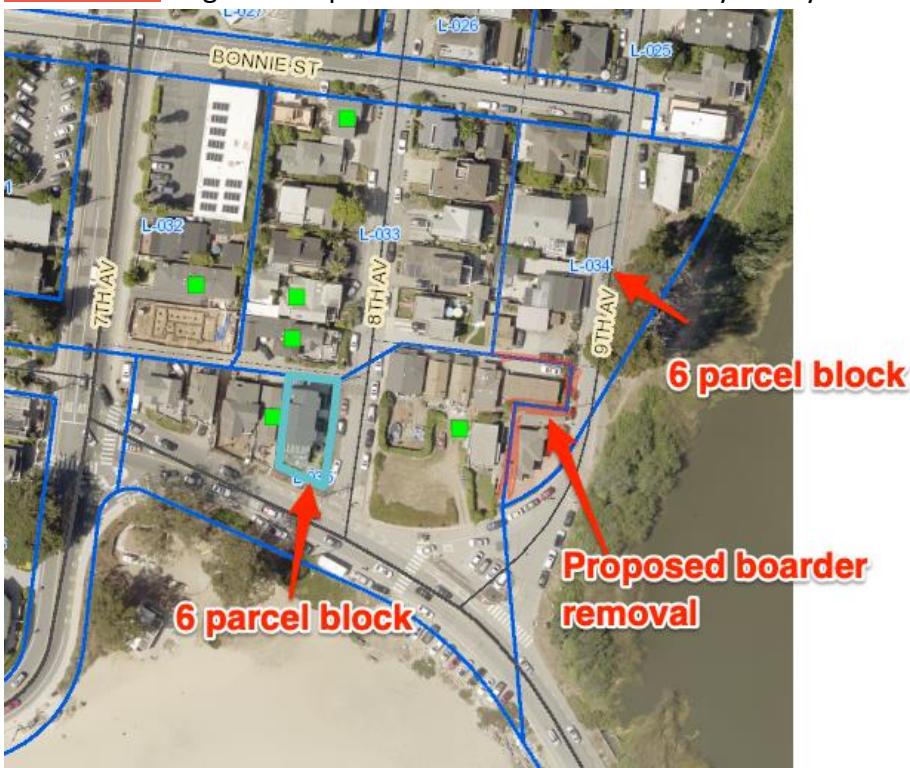 L-026
L-025
BONNIE ST
L-032
L-033
L-034
7TH AV
8TH AV
9TH AV
6 parcel block
Proposed boarder
removal
6 parcel block